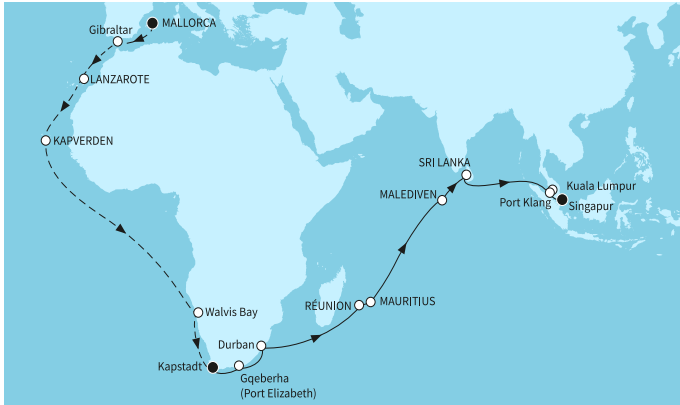 MALLORCA
Gibraltar
LANZAROTE
KAPVERDEN
SRI LANKA
Kuala Lumpur
MALEDIVEN
Port Klang
Singapur
RÉUNION
MAURITIUS
Walvis Bay
Durban
Kapstadt
Gqeberha
(Port Elizabeth)